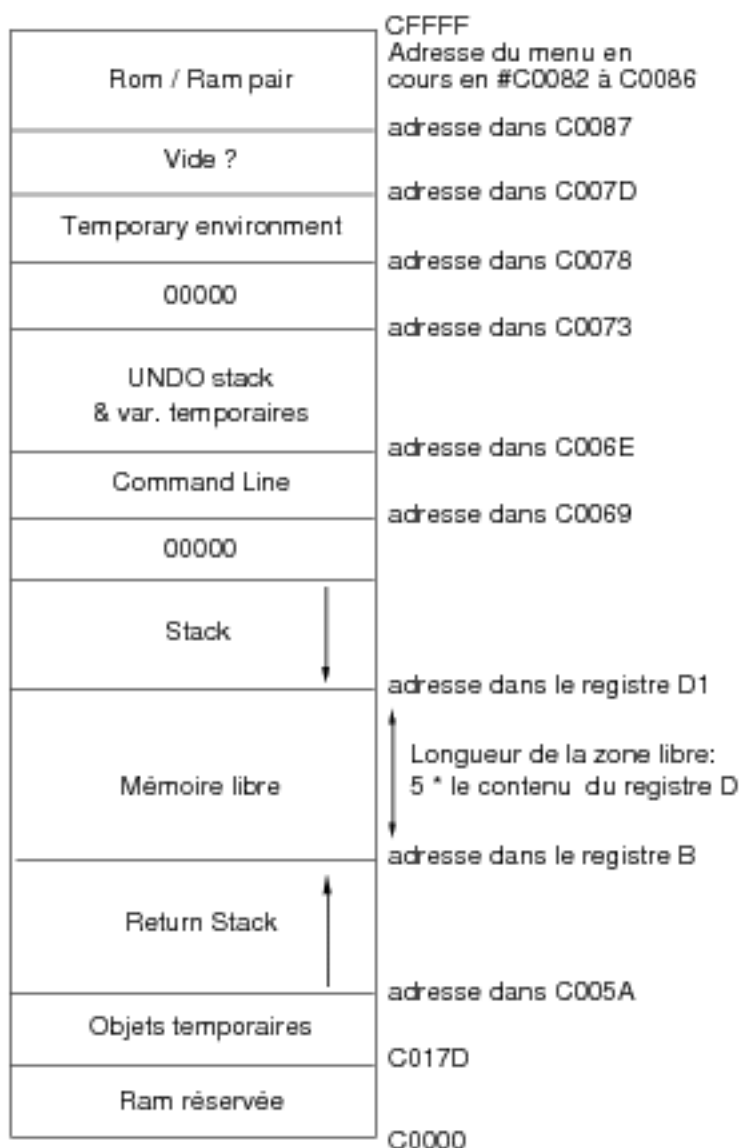 CFFFF
Adresse du menu en
cours en #C0082 à C0086
Rom / Ram pair
adresse dans C0087
Vide ?
adresse dans C007D
Temporary environment
adresse dans C0078
00000
adresse dans C0073
UNDO stack
& var. temporaires
adresse dans C006E
Command Line
adresse dans C0069
00000
Stack
adresse dans le registre D1
Longueur de la zone libre:
5 * le contenu du registre D
Mémoire libre
adresse dans le registre B
Return Stack
adresse dans C005A
Objets temporaires
C017D
Ram réservée
C0000